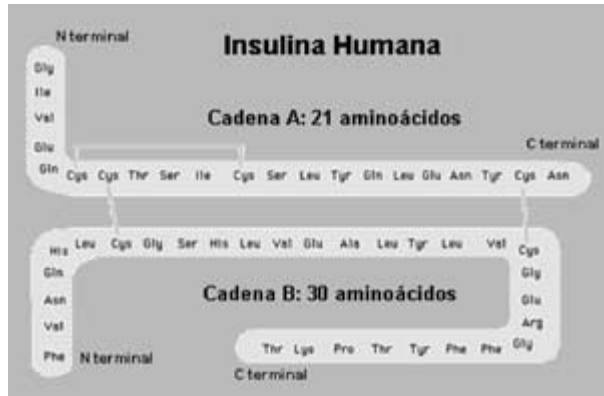 N terminal
Insulina Humana
Gly
Ile
Val
Glu
Gln
Cadena A: 21 aminoácidos
C terminal
Cys Cys Thr Ser Ile Cys Ser Leu Tyr Gln Leu Glu Asn Tyr Cys Asn
His Leu Cys Gly Ser His Leu Val Glu Ala Leu Tyr Leu Val Cys
Gln
Asn
Val
Phe
N terminal
Cadena B: 30 aminoácidos
Gly
Glu
Arg
Gly
Thr Lys Pro Thr Tyr Phe Phe
C terminal